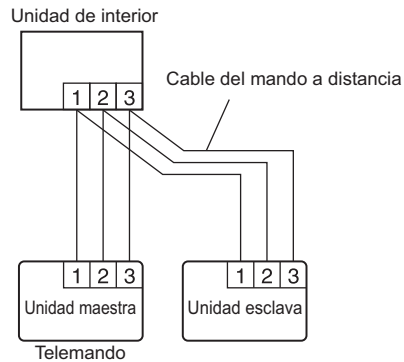 Unidad de interior
1 2 3
Cable del mando a distancia
1 2 3
Unidad maestra
Telemando
1 2 3
Unidad esclava